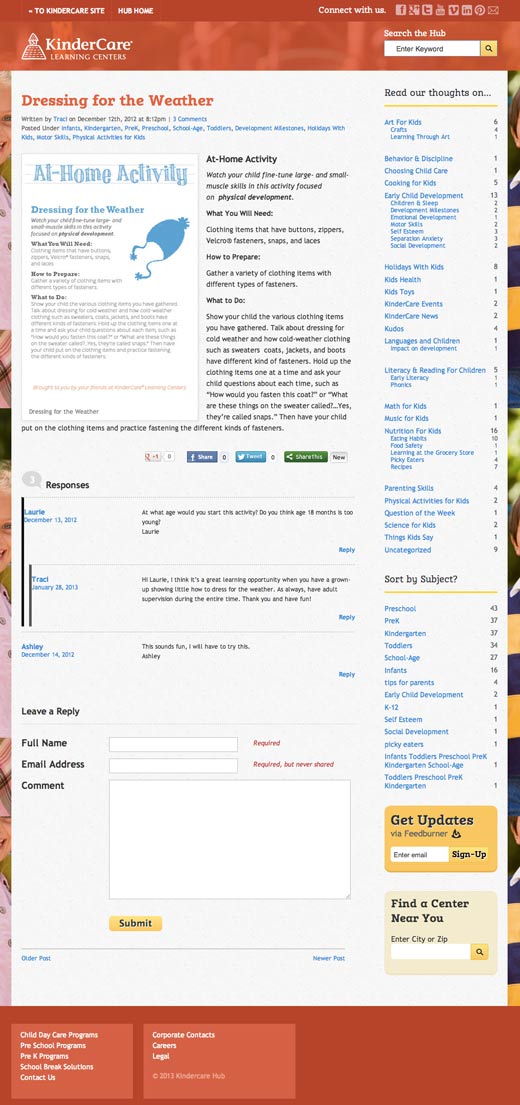 « TO KINDERCARE SITE
HUB HOME
Connect with us.
KinderCare
LEARNING CENTERS
Search the Hub
Enter Keyword
Dressing for the Weather
Written by Traci on December 12th, 2012 at 8:12pm | 3 Comments
Posted Under Infants, Kindergarten, PreK, Preschool, School-Age, Toddlers, Development Milestones, Holidays With
Kids, Motor Skills, Physical Activities for Kids
At-Home Activity
Dressing for the Weather
Watch your child fine-tune large- and
small-muscle skills in this activity
focused on physical development.
What You Will Need:
Clothing items that have buttons,
zippers, Velcro® fasteners, snaps,
and laces
How to Prepare:
Gather a variety of clothing items with
different types of fasteners.
What to Do:
Show your child the various clothing items you have gathered.
Talk about dressing for cold weather and how cold-weather
clothing such as sweaters, coats, jackets, and boots have
different kinds of fasteners. Hold up the clothing items one at
a time and ask your child questions about each item, such as
"How would you fasten this coat?" or "What are these things
on the sweater called?...Yes, they're called snaps." Then have
your child put on the clothing items and practice fastening
the different kinds of fasteners.
Brought to you by your friends at KinderCare® Learning Centers
Dressing for the Weather
At-Home Activity
Watch your child fine-tune large- and small-
muscle skills in this activity focused
on physical development.
What You Will Need:
Clothing items that have buttons, zippers,
Velcro® fasteners, snaps, and laces
How to Prepare:
Gather a variety of clothing items with
different types of fasteners.
What to Do:
Show your child the various clothing items
you have gathered. Talk about dressing for
cold weather and how cold-weather clothing
such as sweaters coats, jackets, and boots
have different kind of fasteners. Hold up the
clothing items one at a time and ask your
child questions about each time, such as
"How would you fasten this coat?" or "What
are these things on the sweater called?…Yes,
they're called snaps." Then have your child
put on the clothing items and practice fastening the different kinds of fasteners.
+1 0
Share 0
Tweet 0
ShareThis New
3 Responses
Laurie
December 13, 2012
At what age would you start this activity? Do you think age 18 months is too
young?
Laurie
Reply
Traci
January 28, 2013
Hi Laurie, I think it's a great learning opportunity when you have a grown-
up showing little how to dress for the weather. As always, have adult
supervision during the entire time. Thank you and have fun!
Reply
Ashley
December 14, 2012
This sounds fun, I will have to try this.
Ashley
Reply
Leave a Reply
Full Name
Required
Email Address
Required, but never shared
Comment
Submit
Older Post
Newer Post
Read our thoughts on...
Art For Kids 6
Crafts 4
Learning Through Art 1
Behavior & Discipline 1
Choosing Child Care 1
Cooking for Kids 5
Early Child Development 13
Children & Sleep 2
Development Milestones 2
Emotional Development 1
Motor Skills 2
Self Esteem 2
Separation Anxiety 3
Social Development 2
Holidays With Kids 8
Kids Health 1
Kids Toys 1
KinderCare Events 2
KinderCare News 2
Kudos 4
Languages and Children 1
Impact on development 1
Literacy & Reading For Children 5
Early Literacy 2
Phonics 1
Math for Kids 4
Music for Kids 1
Nutrition For Kids 16
Eating Habits 10
Food Safety 1
Learning at the Grocery Store 1
Picky Eaters 4
Recipes 7
Parenting Skills 4
Physical Activities for Kids 2
Question of the Week 1
Science for Kids 2
Things Kids Say 1
Uncategorized 9
Sort by Subject?
Preschool 43
PreK 37
Kindergarten 37
Toddlers 34
School-Age 27
Infants 16
tips for parents 4
Early Child Development 2
K-12 1
Self Esteem 1
Social Development 1
picky eaters 1
Infants Toddlers Preschool PreK
Kindergarten School-Age 1
Toddlers Preschool PreK
Kindergarten 1
Get Updates
via Feedburner
Enter email
Sign-Up
Find a Center
Near You
Enter City or Zip
Child Day Care Programs
Pre School Programs
Pre K Programs
School Break Solutions
Contact Us
Corporate Contacts
Careers
Legal
© 2013 Kindercare Hub